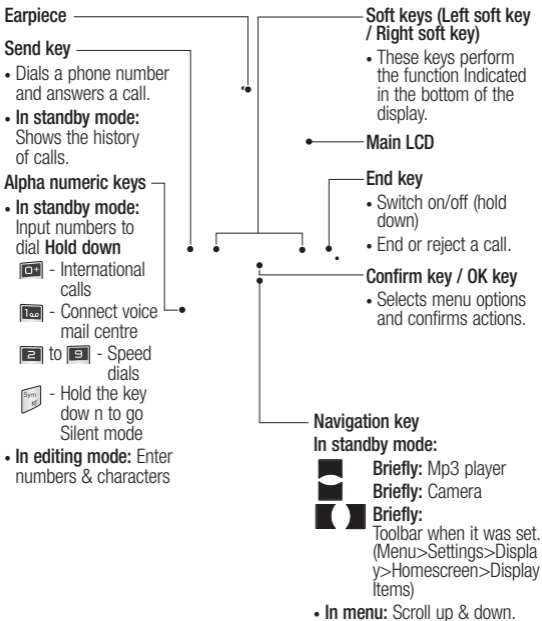 Earpiece
Send key
• Dials a phone number
and answers a call.
• In standby mode:
Shows the history
of calls.
Alpha numeric keys
• In standby mode:
Input numbers to
dial Hold down
0+ - International
calls
1 - Connect voice
mail centre
2 to 9 - Speed
dials
Sym - Hold the key
dow n to go
Silent mode
• In editing mode: Enter
numbers & characters
Soft keys (Left soft key
/ Right soft key)
• These keys perform
the function Indicated
in the bottom of the
display.
Main LCD
End key
• Switch on/off (hold
down)
• End or reject a call.
Confirm key / OK key
• Selects menu options
and confirms actions.
Navigation key
In standby mode:
Briefly: Mp3 player
Briefly: Camera
Briefly:
Toolbar when it was set.
(Menu>Settings>Displa
y>Homescreen>Display
Items)
• In menu: Scroll up & down.